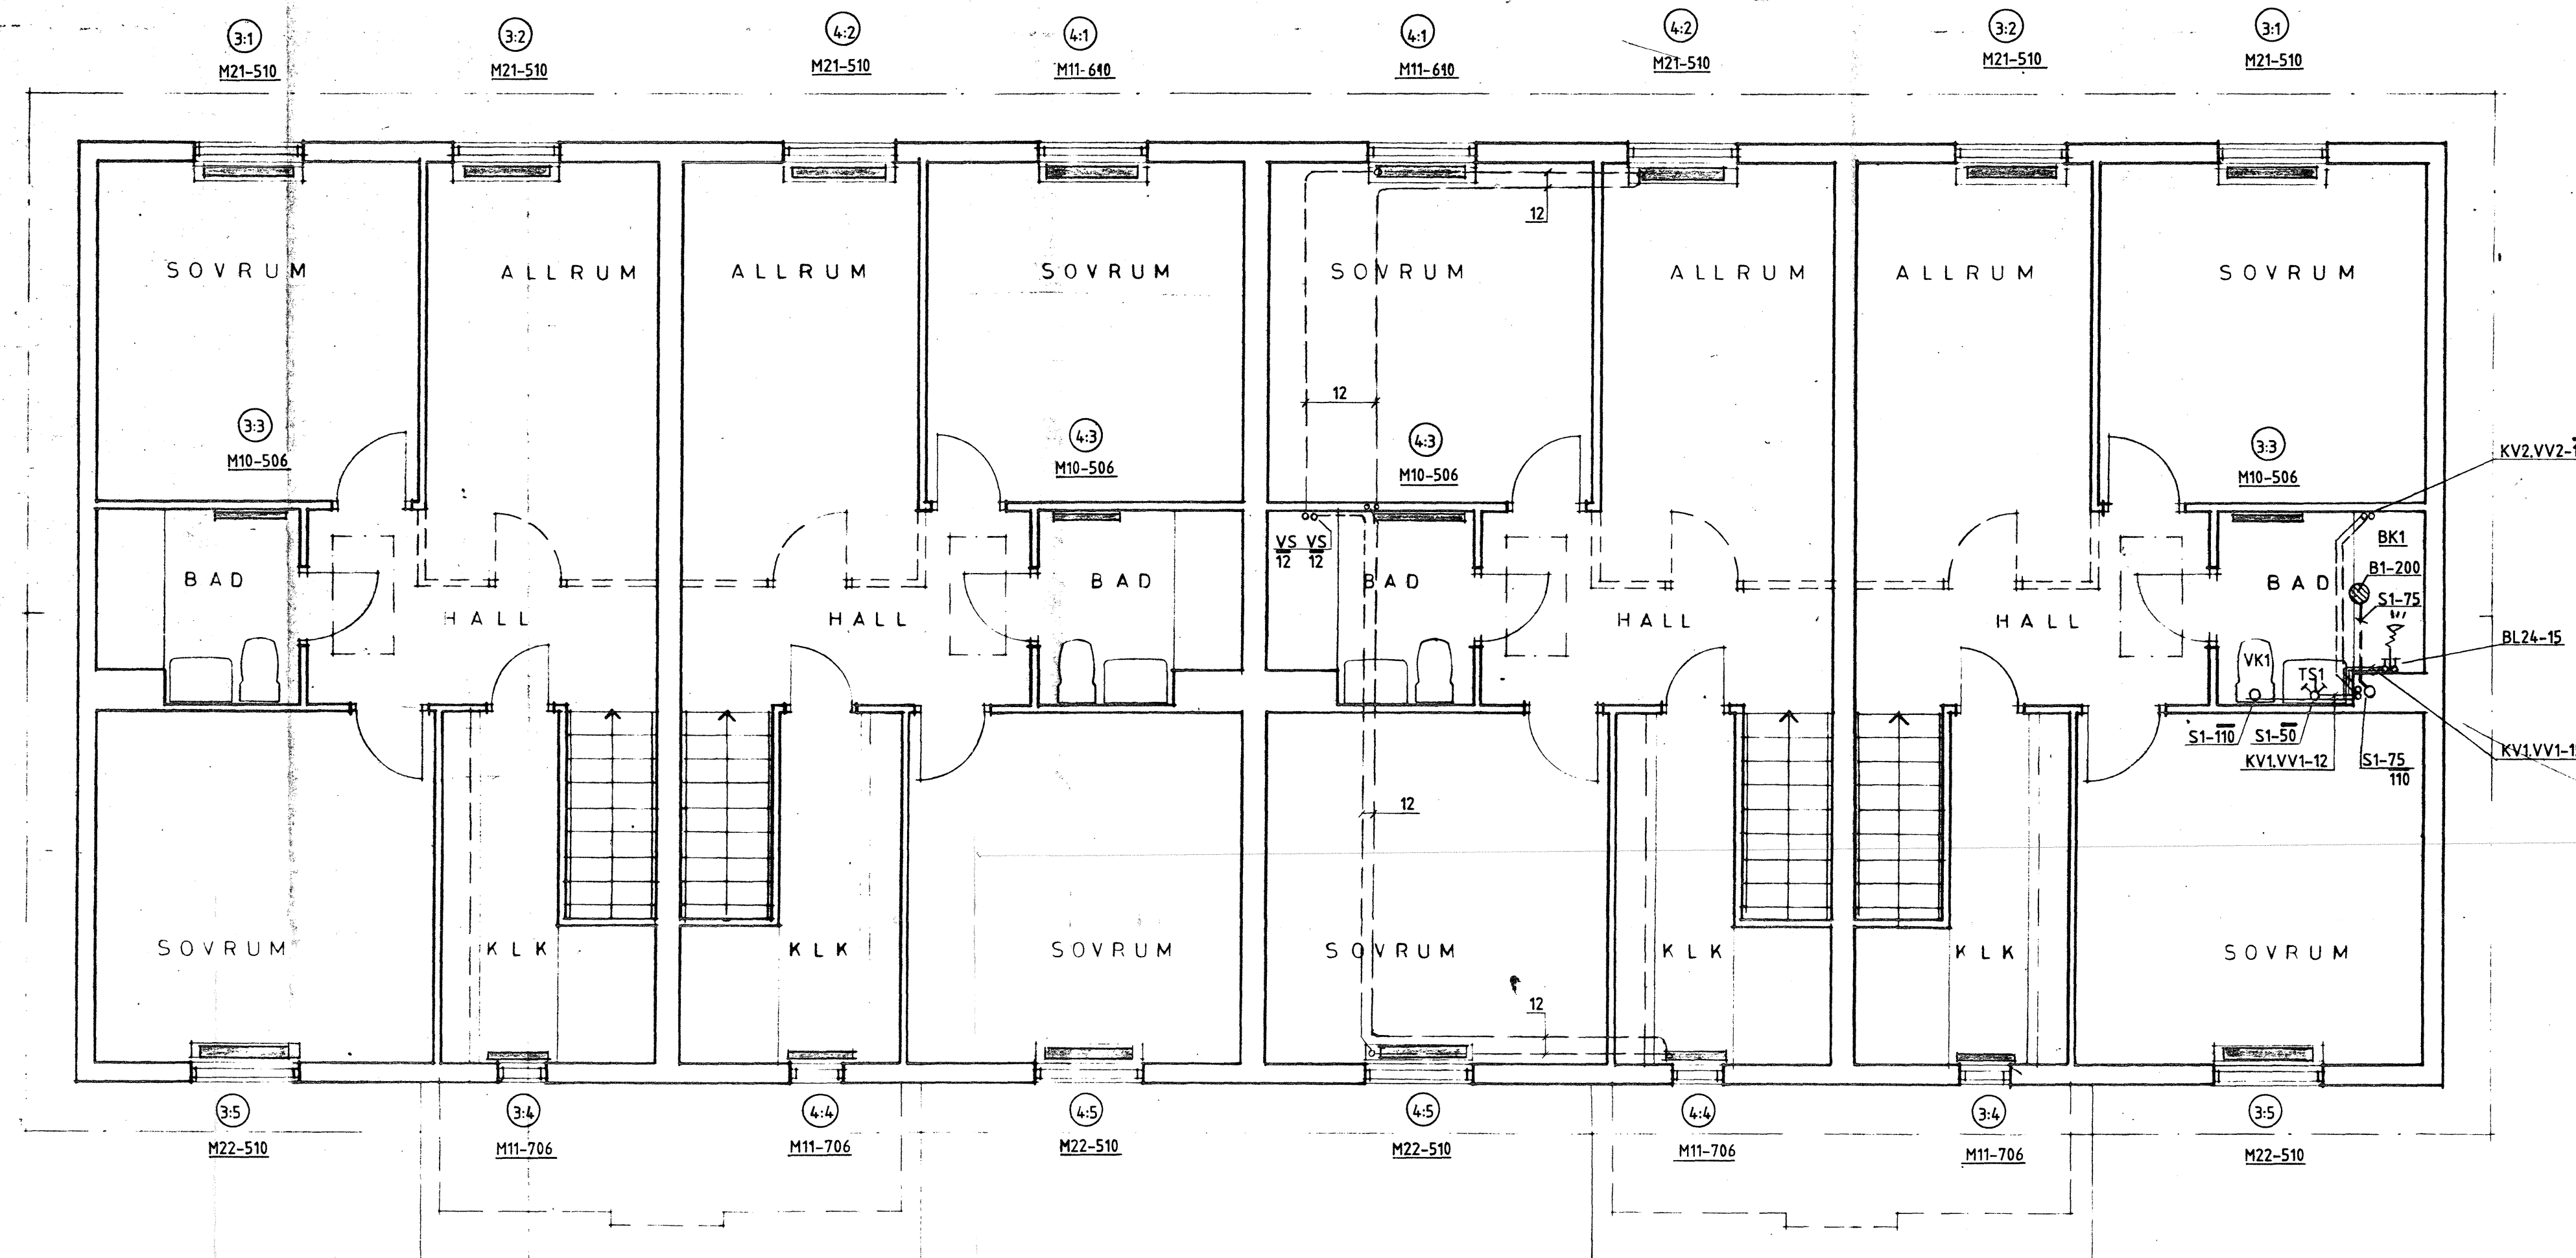 3:1 3:2 4:2 4:1 4:1 4:2 3:2 3:1
M21-510 M21-510 M21-510 M11-610 M11-610 M21-510 M21-510 M21-510
12
SOVRUM ALLRUM ALLRUM SOVRUM SOVRUM ALLRUM ALLRUM SOVRUM
12
3:3 4:3 4:3 3:3
M10-506 M10-506 M10-506 M10-506
KV2.VV2-1
VS VS
12 12
BK1
B1-200
BAD BAD BAD BAD
S1-75
HALL HALL HALL HALL
BL24-15
VK1
TS1
S1-110 S1-50
KV1.VV1-12
S1-75
110
KV1.VV1-1
12
SOVRUM KLK KLK SOVRUM SOVRUM KLK KLK SOVRUM
12
3:5 3:4 4:4 4:5 4:5 4:4 3:4 3:5
M22-510 M11-706 M11-706 M22-510 M22-510 M11-706 M11-706 M22-510